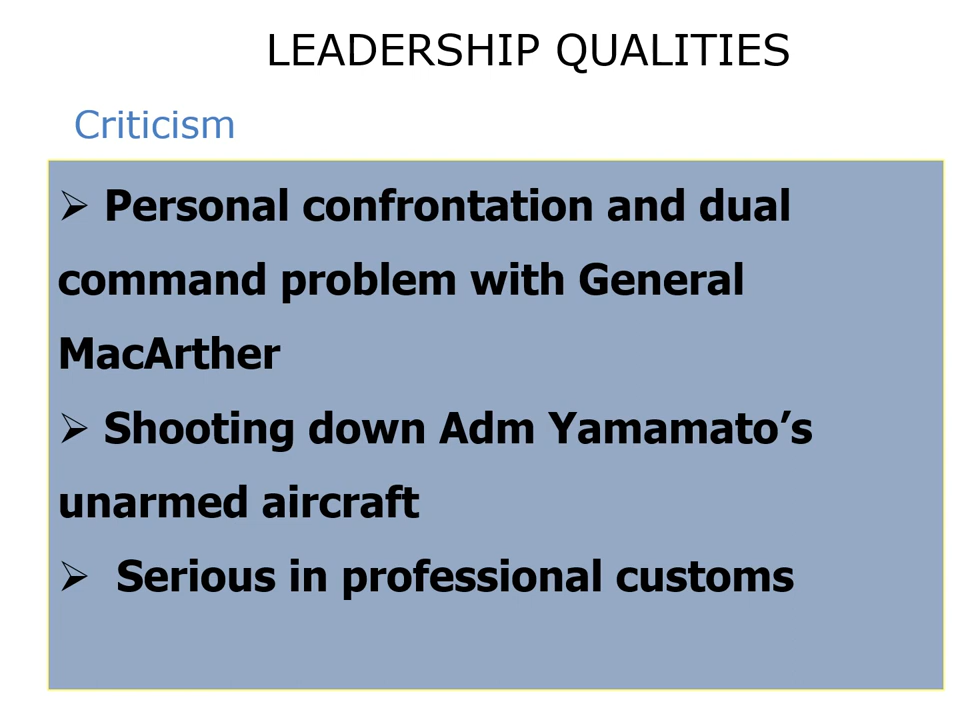 LEADERSHIP QUALITIES
Criticism
➢ Personal confrontation and dual
command problem with General
MacArther
➢ Shooting down Adm Yamamato’s
unarmed aircraft
➢ Serious in professional customs